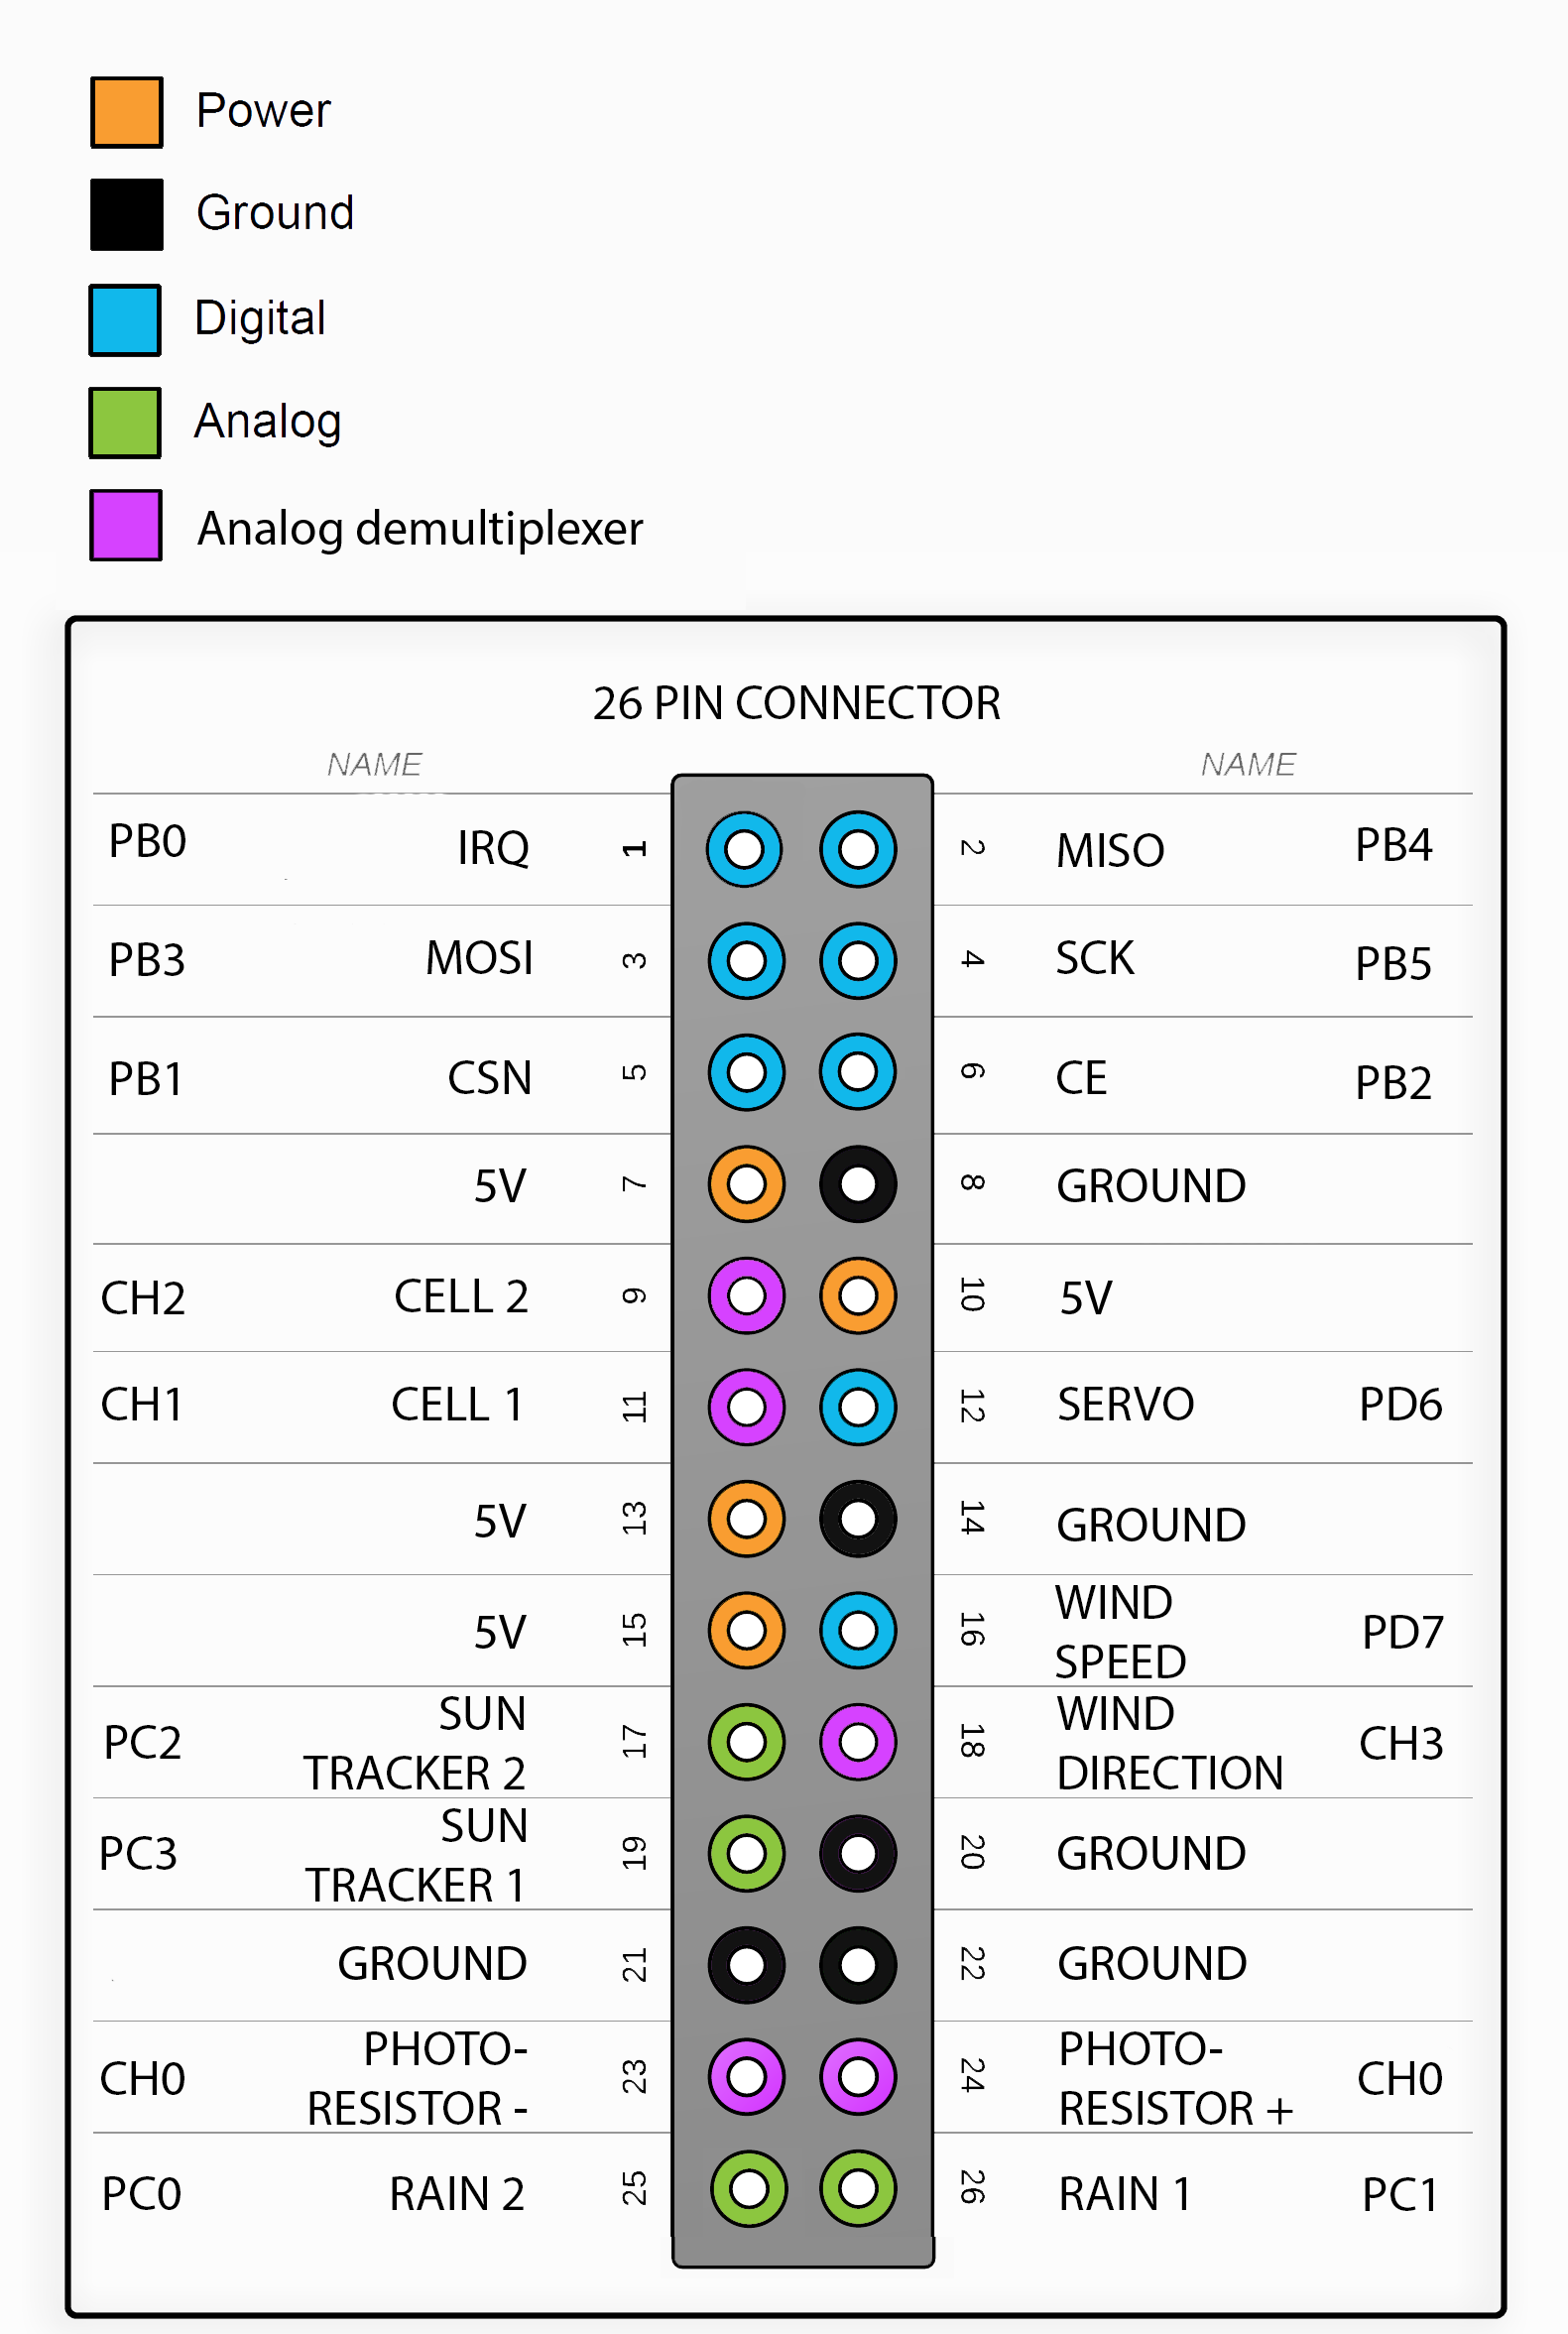 Power
Ground
Digital
Analog
Analog demultiplexer
26 PIN CONNECTOR
NAME NAME
PB0 IRQ 1 2 MISO PB4
PB3 MOSI 3 4 SCK PB5
PB1 CSN 5 6 CE PB2
5V 7 8 GROUND
CH2 CELL 2 9 10 5V
CH1 CELL 1 11 12 SERVO PD6
5V 13 14 GROUND
5V 15 16 WIND
SPEED PD7
PC2 SUN
TRACKER 2 17 18 WIND
DIRECTION CH3
PC3 SUN
TRACKER 1 19 20 GROUND
GROUND 21 22 GROUND
CH0 PHOTO-
RESISTOR - 23 24 PHOTO-
RESISTOR + CH0
PC0 RAIN 2 25 26 RAIN 1 PC1